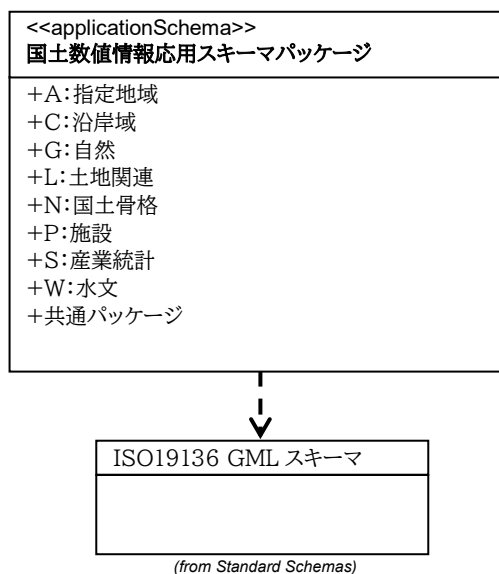 <<applicationSchema>>
国土数値情報応用スキーマパッケージ
+A:指定地域
+C:沿岸域
+G:自然
+L:土地関連
+N:国土骨格
+P:施設
+S:産業統計
+W:水文
+共通パッケージ
ISO19136 GML スキーマ
(from Standard Schemas)